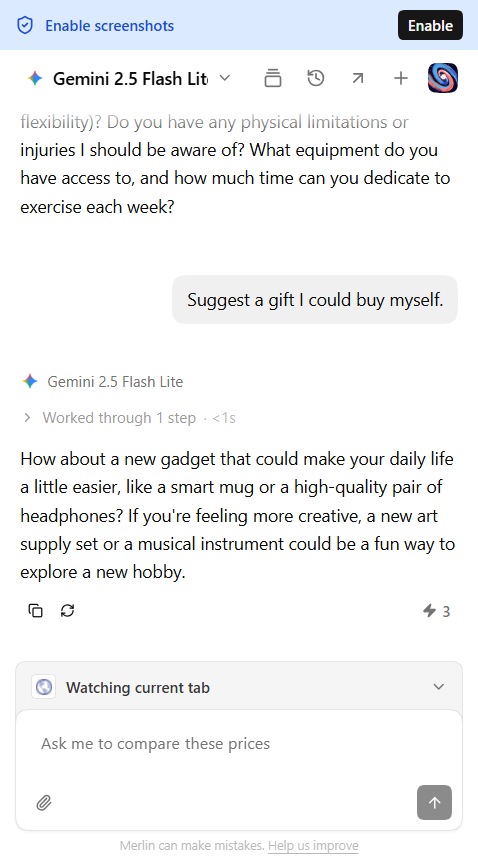 Enable screenshots
Enable
Gemini 2.5 Flash Lit
flexibility)? Do you have any physical limitations or
injuries I should be aware of? What equipment do you
have access to, and how much time can you dedicate to
exercise each week?
Suggest a gift I could buy myself.
Gemini 2.5 Flash Lite
Worked through 1 step · <1s
How about a new gadget that could make your daily life
a little easier, like a smart mug or a high-quality pair of
headphones? If you're feeling more creative, a new art
supply set or a musical instrument could be a fun way to
explore a new hobby.
3
Watching current tab
Ask me to compare these prices
Merlin can make mistakes. Help us improve